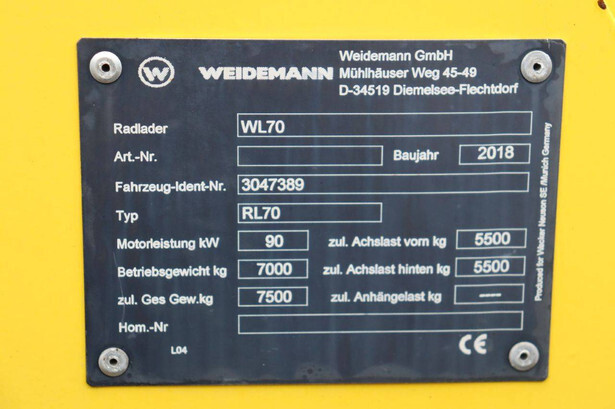 Weidemann GmbH
W WEIDEMANN Mühlhäuser Weg 45-49
D-34519 Diemelsee-Flechtdorf
Radlader WL70
Art.-Nr. Baujahr 2018
Fahrzeug-Ident-Nr. 3047389
Typ RL70
Motorleistung kW 90 zul. Achslast vorn kg 5500
Betriebsgewicht kg 7000 zul. Achslast hinten kg 5500
zul. Ges Gew.kg 7500 zul. Anhängelast kg ----
Hom.-Nr
L04 CE
Produced for Wacker Neuson SE Munich Germany